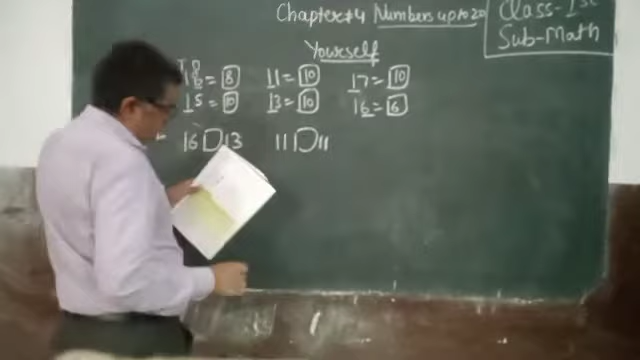 Chapter#4 Numbers upto 20
Class-1st
Sub-Math
Yourself
T O
18=8 11=10 17=10
15=10 13=10 16=6
16 13 11 11